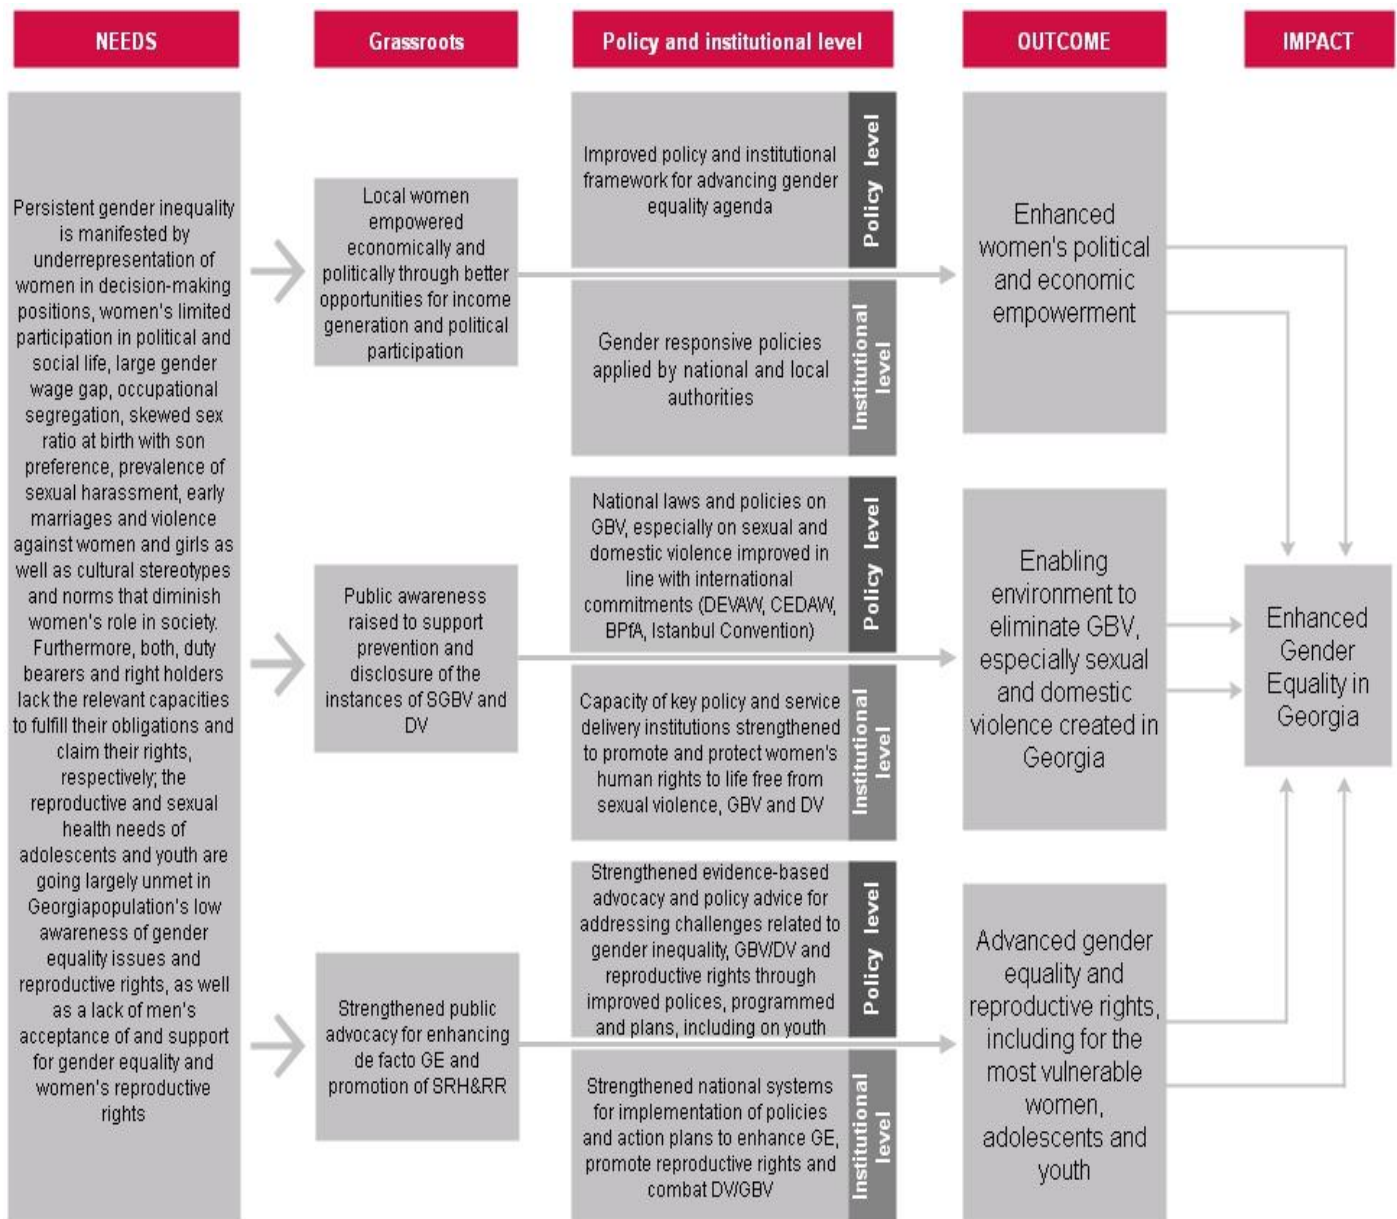 NEEDS
Grassroots
Policy and institutional level
OUTCOME
IMPACT
Persistent gender inequality
is manifested by
underrepresentation of
women in decision-making
positions, women's limited
participation in political and
social life, large gender
wage gap, occupational
segregation, skewed sex
ratio at birth with son
preference, prevalence of
sexual harassment, early
marriages and violence
against women and girls as
well as cultural stereotypes
and norms that diminish
women's role in society.
Furthermore, both, duty
bearers and right holders
lack the relevant capacities
to fulfill their obligations and
claim their rights,
respectively; the
reproductive and sexual
health needs of
adolescents and youth are
going largely unmet in
Georgiapopulation's low
awareness of gender
equality issues and
reproductive rights, as well
as a lack of men's
acceptance of and support
for gender equality and
women's reproductive
rights
Local women
empowered
economically and
politically through better
opportunities for income
generation and political
participation
Improved policy and institutional
framework for advancing gender
equality agenda
Policy level
Gender responsive policies
applied by national and local
authorities
Institutional
level
Enhanced
women's political
and economic
empowerment
Public awareness
raised to support
prevention and
disclosure of the
instances of SGBV and
DV
National laws and policies on
GBV, especially on sexual and
domestic violence improved in
line with international
commitments (DEVAW, CEDAW,
BPfA, Istanbul Convention)
Policy level
Capacity of key policy and service
delivery institutions strengthened
to promote and protect women's
human rights to life free from
sexual violence, GBV and DV
Institutional
level
Enabling
environment to
eliminate GBV,
especially sexual
and domestic
violence created in
Georgia
Strengthened public
advocacy for enhancing
de facto GE and
promotion of SRH&RR
Strengthened evidence-based
advocacy and policy advice for
addressing challenges related to
gender inequality, GBV/DV and
reproductive rights through
improved polices, programmed
and plans, including on youth
Policy level
Strengthened national systems
for implementation of policies
and action plans to enhance GE,
promote reproductive rights and
combat DV/GBV
Institutional
level
Advanced gender
equality and
reproductive rights,
including for the
most vulnerable
women,
adolescents and
youth
Enhanced
Gender
Equality in
Georgia